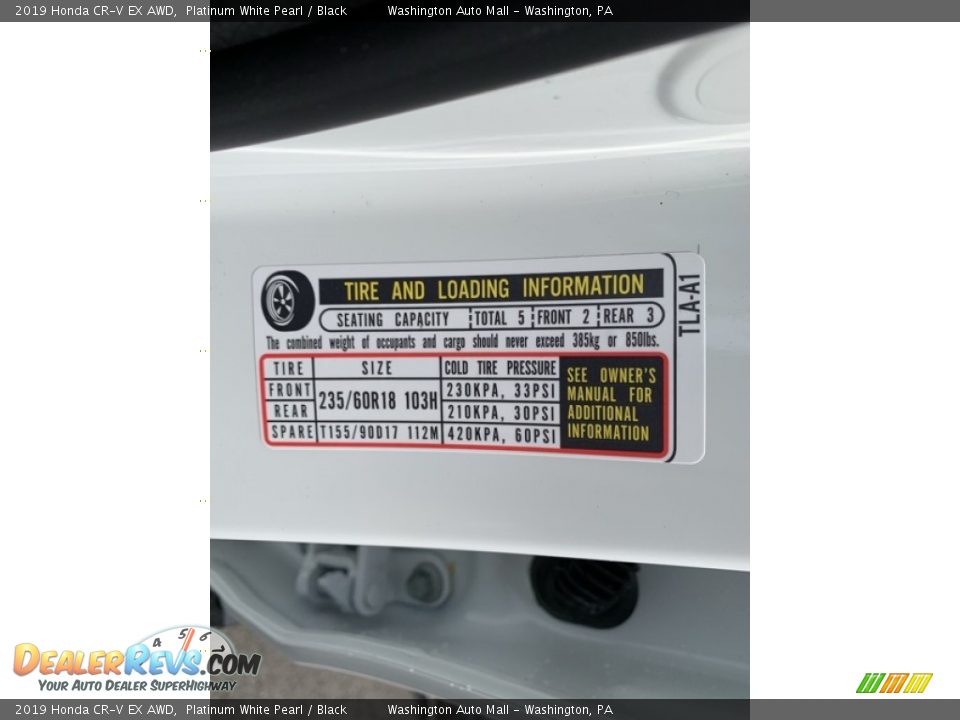 2019 Honda CR-V EX AWD, Platinum White Pearl / Black Washington Auto Mall - Washington, PA
TIRE AND LOADING INFORMATION
SEATING CAPACITY TOTAL 5 FRONT 2 REAR 3
The combined weight of occupants and cargo should never exceed 385kg or 850lbs.
TIRE SIZE COLD TIRE PRESSURE
FRONT 235/60R18 103H 230KPA, 33PSI
REAR 210KPA, 30PSI
SPARE T155/90D17 112M 420KPA, 60PSI
SEE OWNER'S
MANUAL FOR
ADDITIONAL
INFORMATION
TLA-A1
4 5 6
DEALERREVS.COM
YOUR AUTO DEALER SUPERHIGHWAY
2019 Honda CR-V EX AWD, Platinum White Pearl / Black Washington Auto Mall - Washington, PA